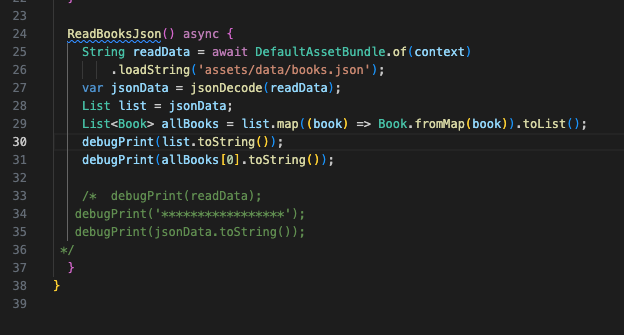 22 }
23
24 ReadBooksJson() async {
25 String readData = await DefaultAssetBundle.of(context)
26 .loadString('assets/data/books.json');
27 var jsonData = jsonDecode(readData);
28 List list = jsonData;
29 List<Book> allBooks = list.map((book) => Book.fromMap(book)).toList();
30 debugPrint(list.toString());
31 debugPrint(allBooks[0].toString());
32
33 /* debugPrint(readData);
34 debugPrint('*****************');
35 debugPrint(jsonData.toString());
36 */
37 }
38 }
39